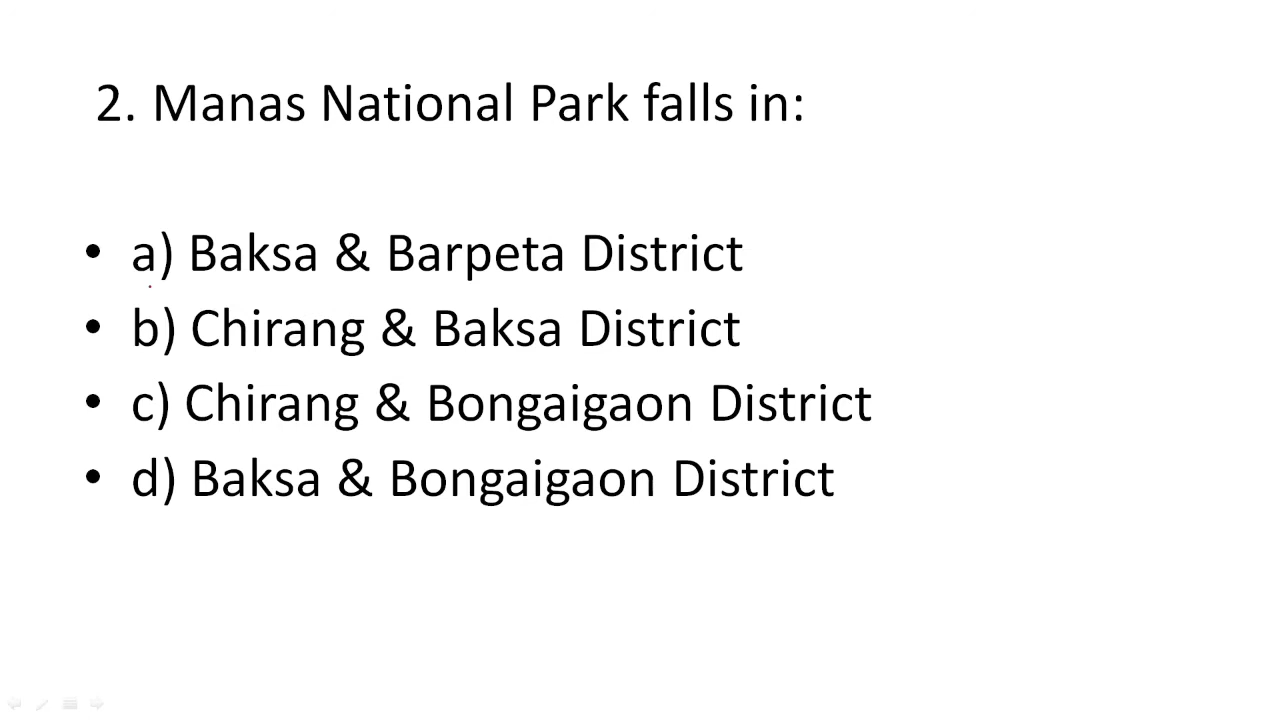 2. Manas National Park falls in:
• a) Baksa & Barpeta District
• b) Chirang & Baksa District
• c) Chirang & Bongaigaon District
• d) Baksa & Bongaigaon District